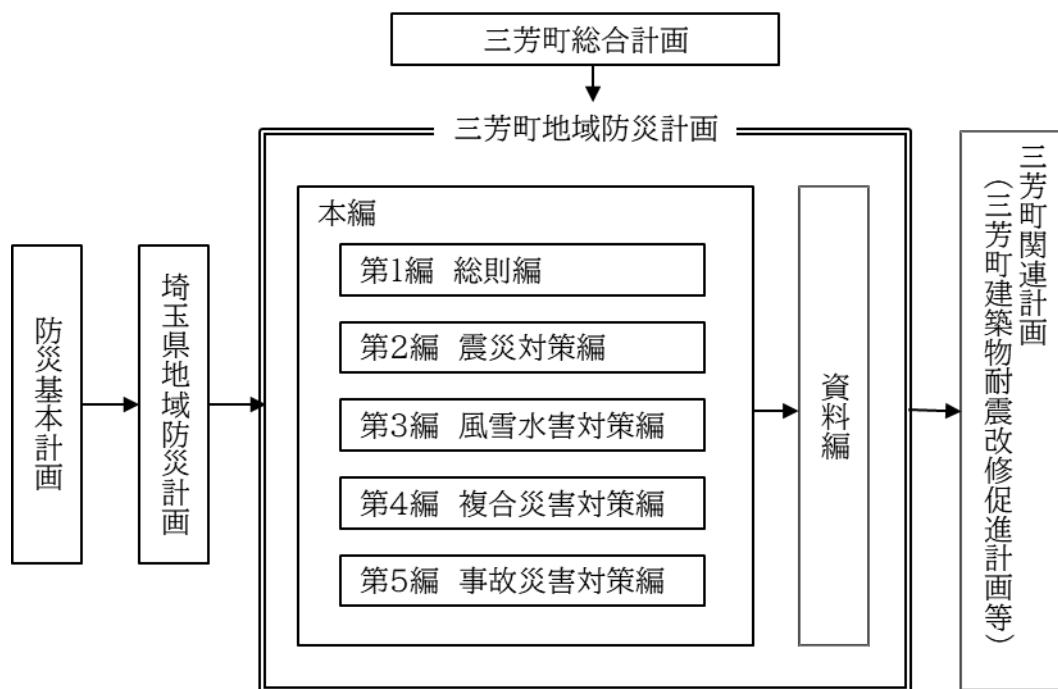 三芳町総合計画
三芳町地域防災計画
防災基本計画
埼玉県地域防災計画
本編
第1編 総則編
第2編 震災対策編
第3編 風雪水害対策編
第4編 複合災害対策編
第5編 事故災害対策編
資料編
三芳町関連計画
（三芳町建築物耐震改修促進計画等）